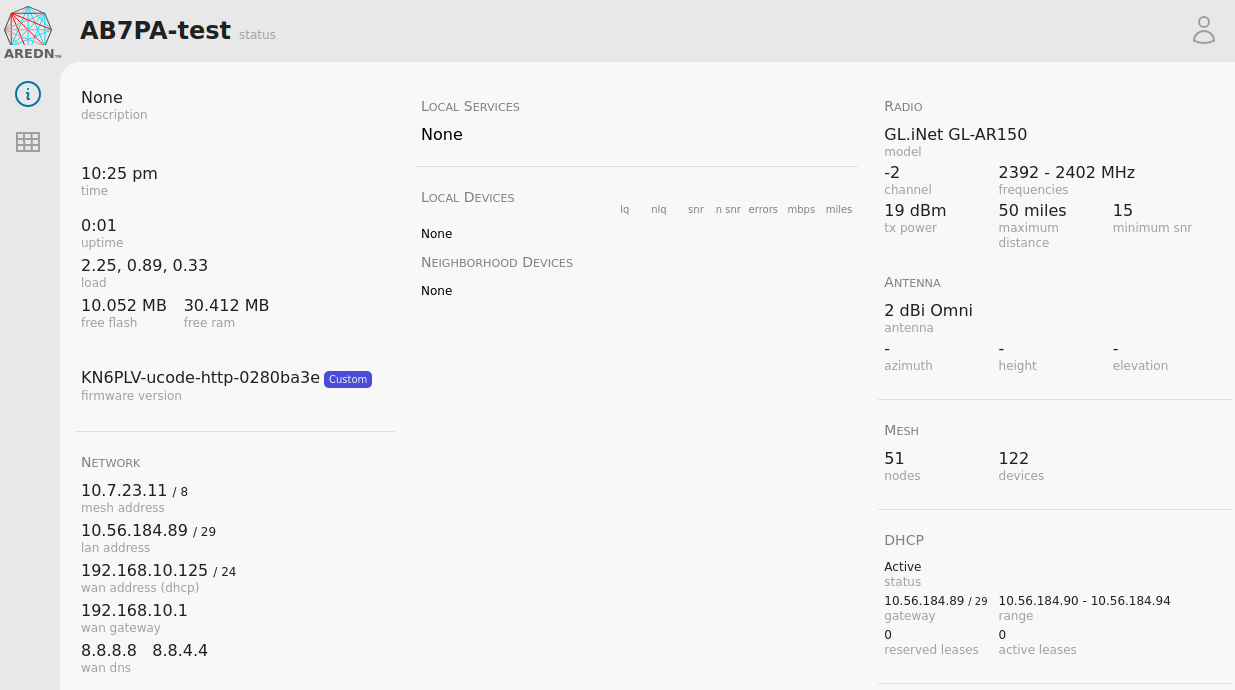 AREDN™
AB7PA-test status
None
description
10:25 pm
time
0:01
uptime
2.25, 0.89, 0.33
load
10.052 MB 30.412 MB
free flash free ram
KN6PLV-ucode-http-0280ba3e Custom
firmware version
Network
10.7.23.11 / 8
mesh address
10.56.184.89 / 29
lan address
192.168.10.125 / 24
wan address (dhcp)
192.168.10.1
wan gateway
8.8.8.8 8.8.4.4
wan dns
Local Services
None
Local Devices
lq nlq snr n snr errors mbps miles
None
Neighborhood Devices
None
Radio
GL.iNet GL-AR150
model
-2 2392 - 2402 MHz
channel frequencies
19 dBm 50 miles 15
tx power maximum minimum snr
distance
Antenna
2 dBi Omni
antenna
- - -
azimuth height elevation
Mesh
51 122
nodes devices
DHCP
Active
status
10.56.184.89 / 29 10.56.184.90 - 10.56.184.94
gateway range
0 0
reserved leases active leases